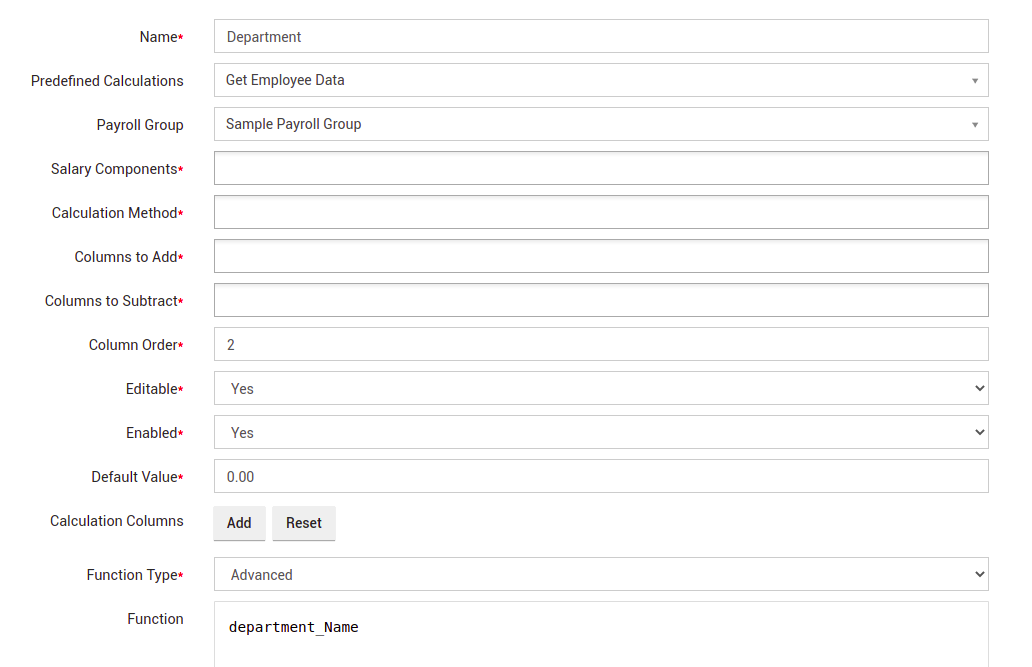 Name* Department
Predefined Calculations Get Employee Data
Payroll Group Sample Payroll Group
Salary Components*
Calculation Method*
Columns to Add*
Columns to Subtract*
Column Order* 2
Editable* Yes
Enabled* Yes
Default Value* 0.00
Calculation Columns Add Reset
Function Type* Advanced
Function department_Name